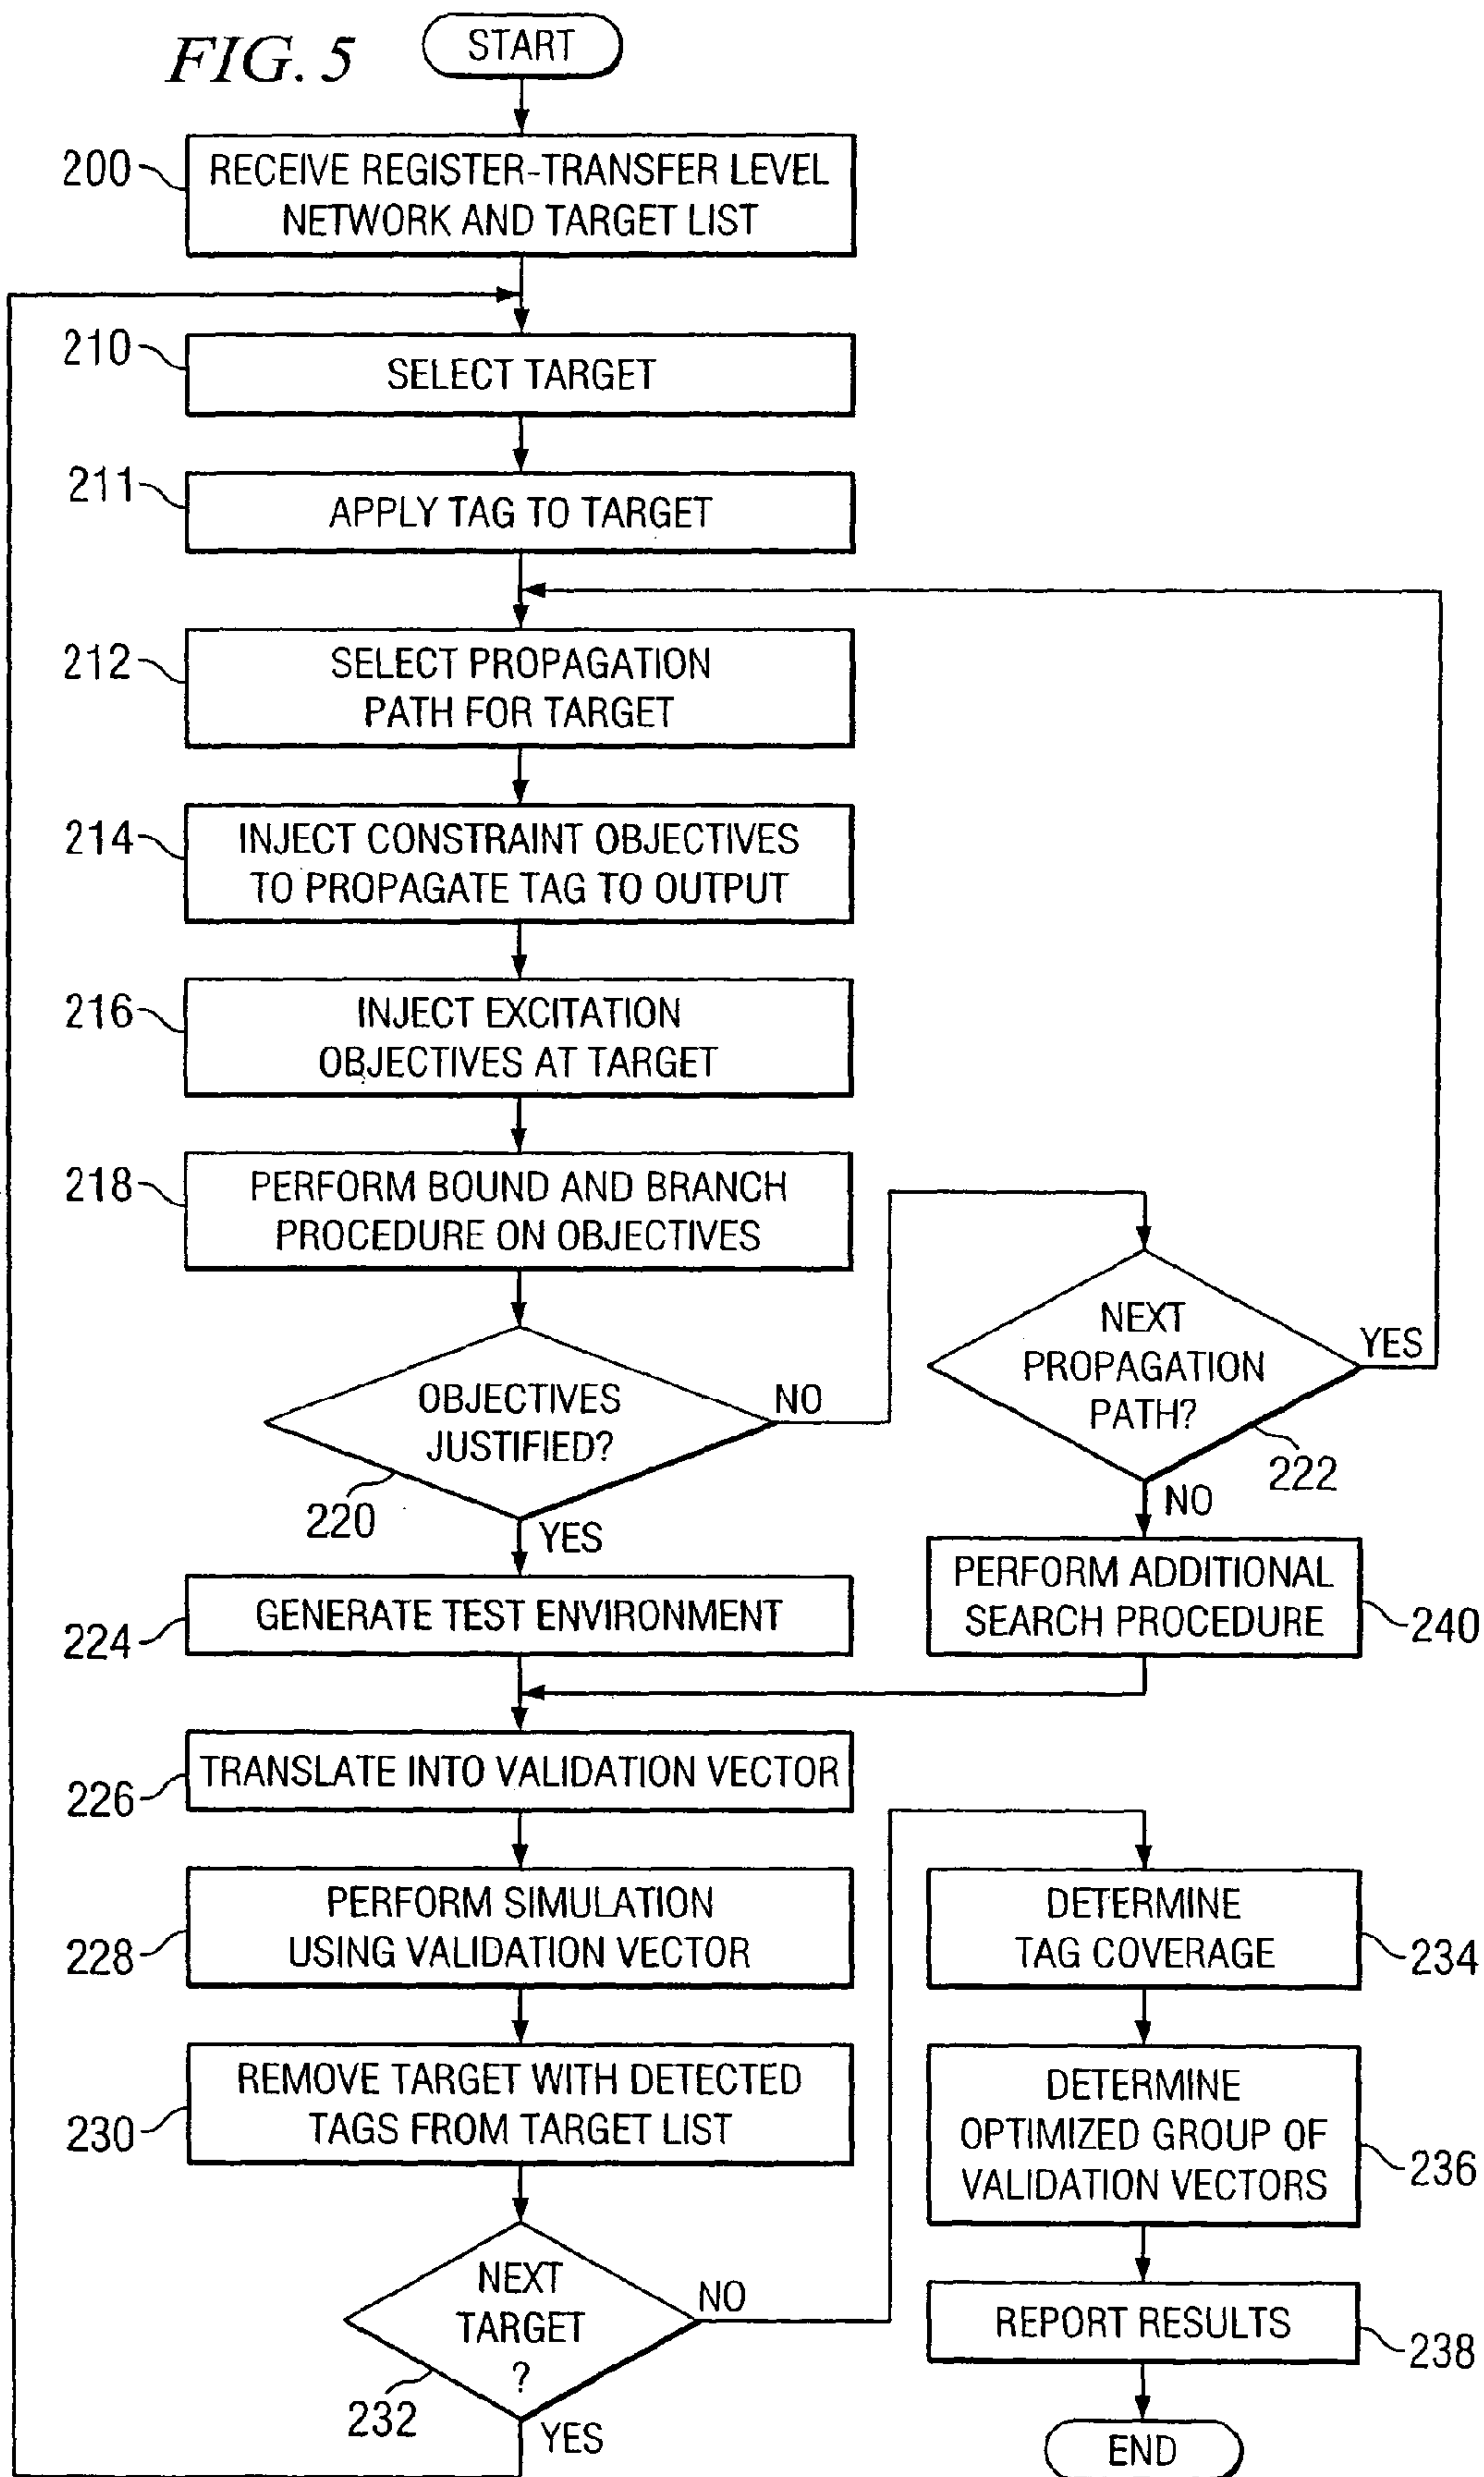 FIG. 5
START
200
RECEIVE REGISTER-TRANSFER LEVEL
NETWORK AND TARGET LIST
210
SELECT TARGET
211
APPLY TAG TO TARGET
212
SELECT PROPAGATION
PATH FOR TARGET
214
INJECT CONSTRAINT OBJECTIVES
TO PROPAGATE TAG TO OUTPUT
216
INJECT EXCITATION
OBJECTIVES AT TARGET
218
PERFORM BOUND AND BRANCH
PROCEDURE ON OBJECTIVES
OBJECTIVES
JUSTIFIED?
NO
220
YES
NEXT
PROPAGATION
PATH?
YES
222
NO
224
GENERATE TEST ENVIRONMENT
PERFORM ADDITIONAL
SEARCH PROCEDURE
240
226
TRANSLATE INTO VALIDATION VECTOR
228
PERFORM SIMULATION
USING VALIDATION VECTOR
230
REMOVE TARGET WITH DETECTED
TAGS FROM TARGET LIST
NEXT
TARGET
?
NO
232
YES
DETERMINE
TAG COVERAGE
234
DETERMINE
OPTIMIZED GROUP OF
VALIDATION VECTORS
236
REPORT RESULTS
238
END